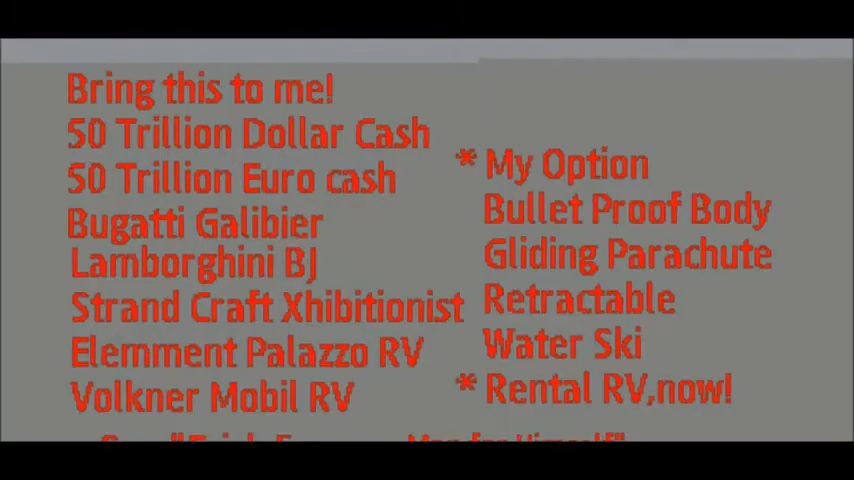 Bring this to me!
50 Trillion Dollar Cash
50 Trillion Euro cash
Bugatti Galibier
Lamborghini BJ
Strand Craft Xhibitionist
Elemment Palazzo RV
Volkner Mobil RV
* My Option
Bullet Proof Body
Gliding Parachute
Retractable
Water Ski
* Rental RV,now!